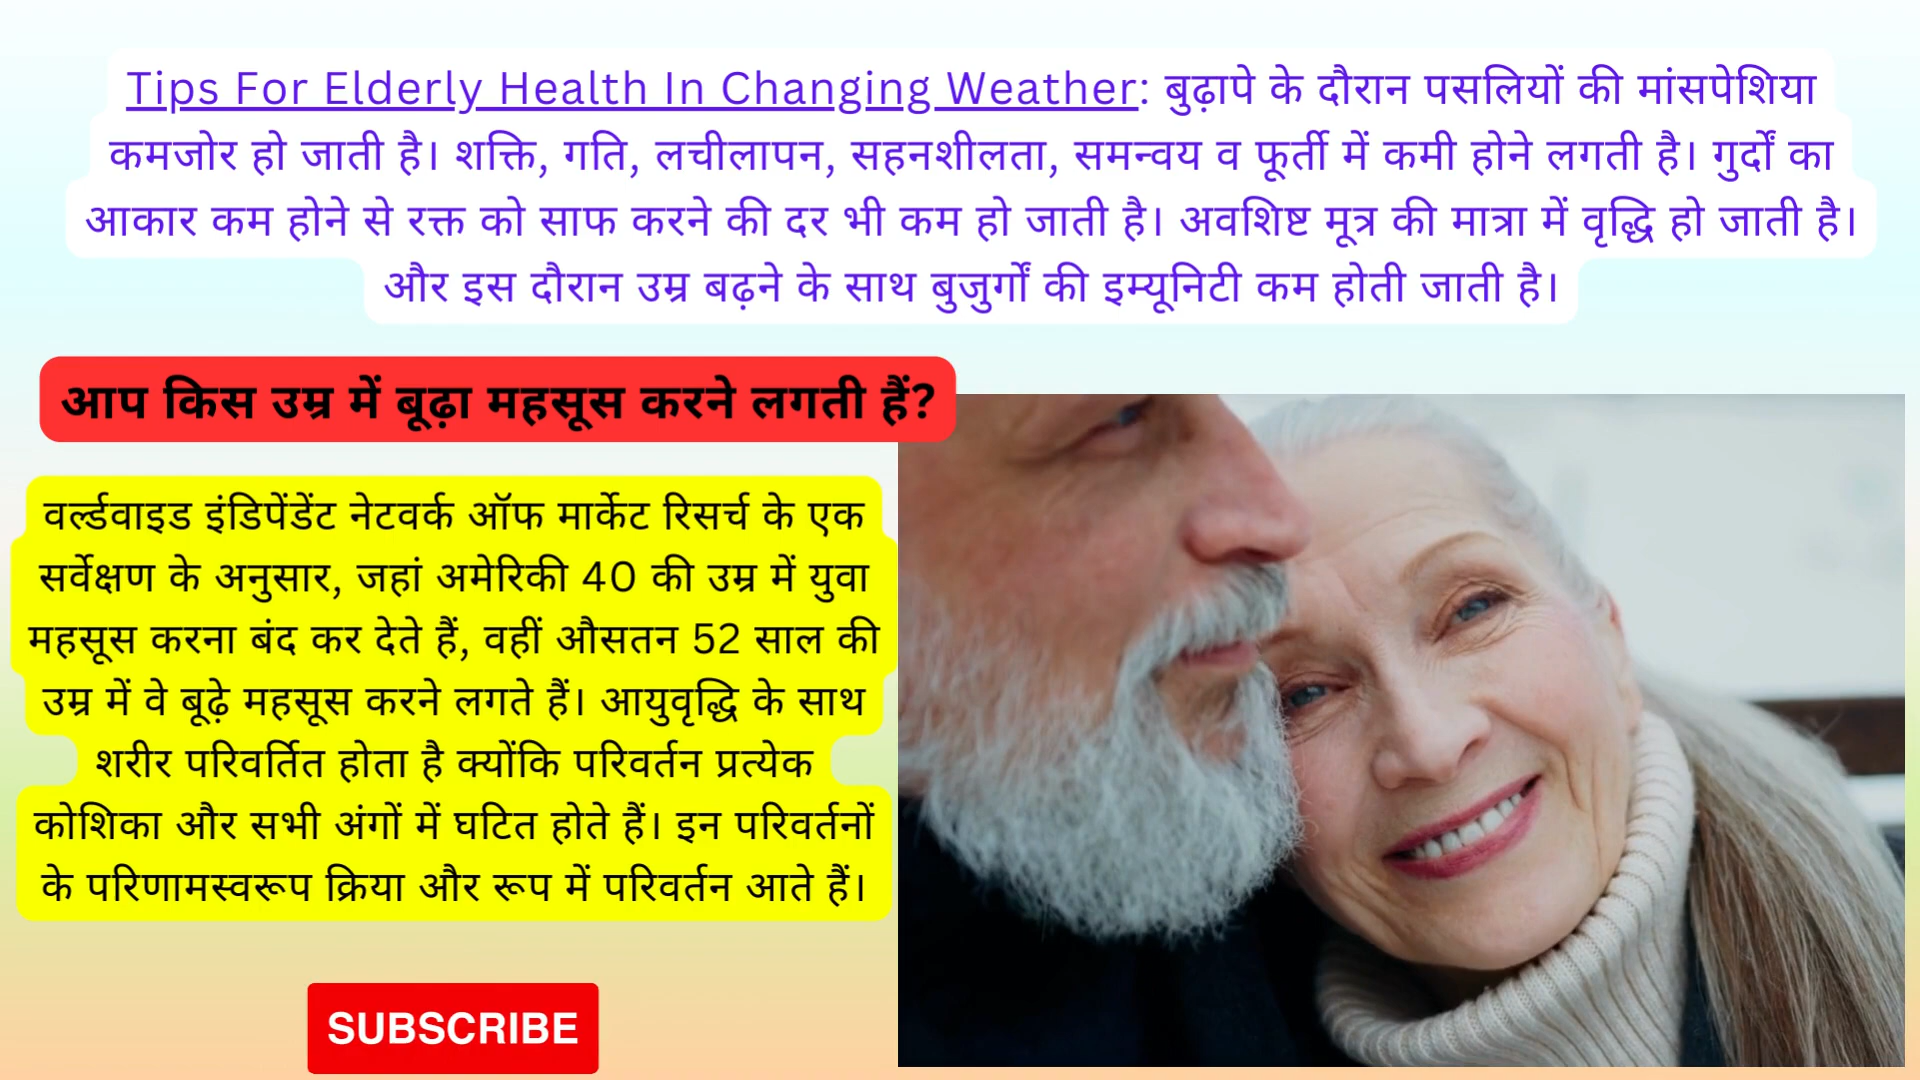 Tips For Elderly Health In Changing Weather: बुढ़ापे के दौरान पसलियों की मांसपेशिया
कमजोर हो जाती है। शक्ति, गति, लचीलापन, सहनशीलता, समन्वय व फूर्ती में कमी होने लगती है। गुर्दों का
आकार कम होने से रक्त को साफ करने की दर भी कम हो जाती है। अवशिष्ट मूत्र की मात्रा में वृद्धि हो जाती है।
और इस दौरान उम्र बढ़ने के साथ बुजुर्गों की इम्यूनिटी कम होती जाती है।
आप किस उम्र में बूढ़ा महसूस करने लगती हैं?
वर्ल्डवाइड इंडिपेंडेंट नेटवर्क ऑफ मार्केट रिसर्च के एक
सर्वेक्षण के अनुसार, जहां अमेरिकी 40 की उम्र में युवा
महसूस करना बंद कर देते हैं, वहीं औसतन 52 साल की
उम्र में वे बूढ़े महसूस करने लगते हैं। आयुवृद्धि के साथ
शरीर परिवर्तित होता है क्योंकि परिवर्तन प्रत्येक
कोशिका और सभी अंगों में घटित होते हैं। इन परिवर्तनों
के परिणामस्वरूप क्रिया और रूप में परिवर्तन आते हैं।
SUBSCRIBE